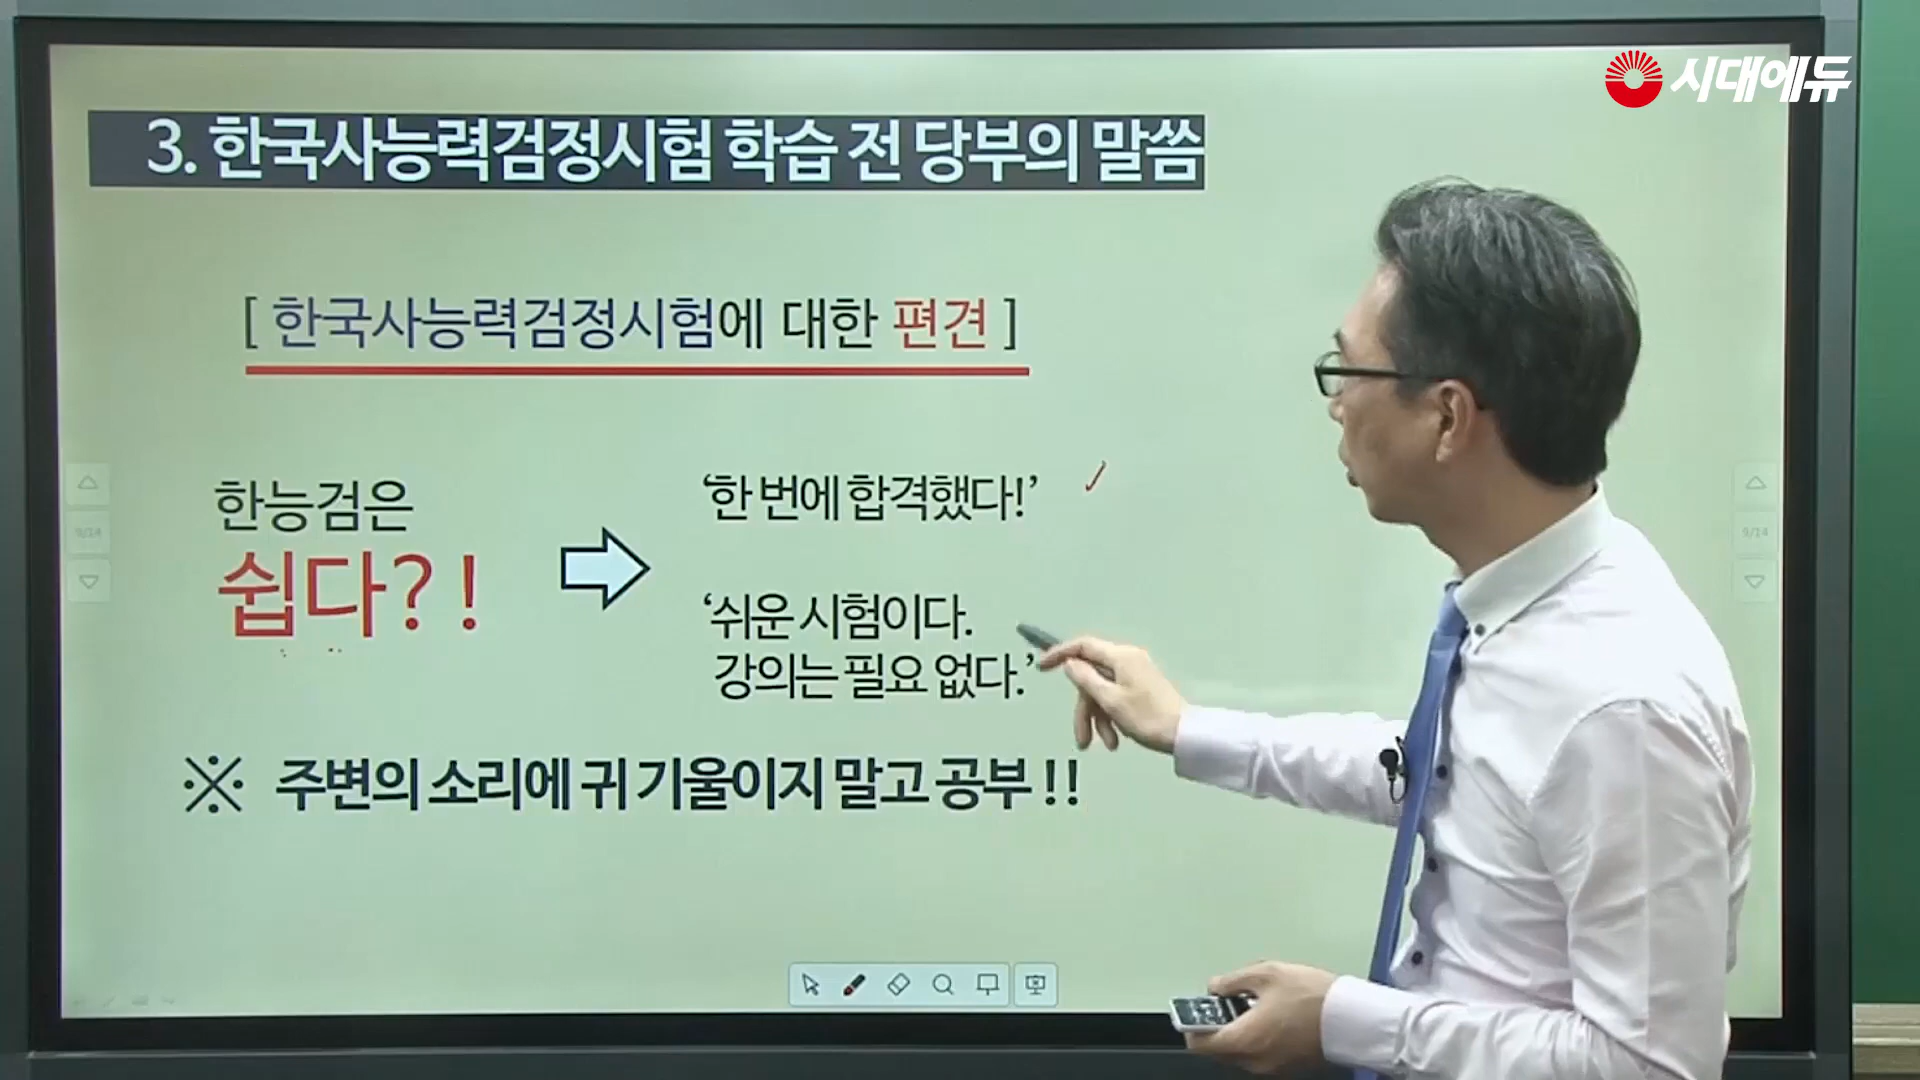 시대에듀
3. 한국사능력검정시험 학습 전 당부의 말씀
[ 한국사능력검정시험에 대한 편견 ]
한능검은
쉽다?!
‘한 번에 합격했다!’
‘쉬운 시험이다.
강의는 필요 없다.’
※ 주변의 소리에 귀 기울이지 말고 공부!!
9/14
9/14